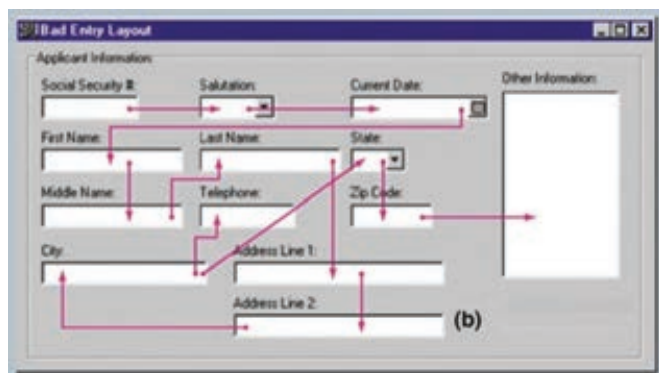 Bad Entry Layout
Applicant Information:
Social Security #: Salutation: Current Date: Other Information:
First Name: Last Name: State:
Middle Name: Telephone: Zip Code:
City: Address Line 1:
Address Line 2:
(b)